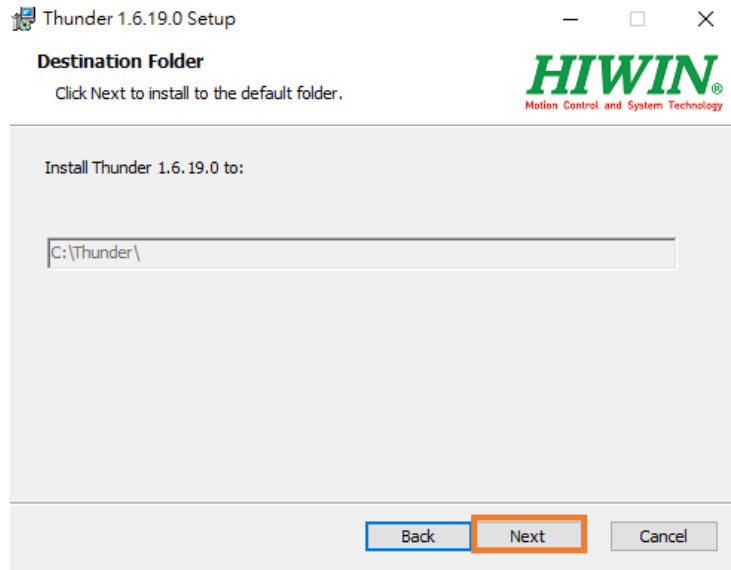 Thunder 1.6.19.0 Setup
Destination Folder
Click Next to install to the default folder.
HIWIN®
Motion Control and System Technology
Install Thunder 1.6.19.0 to:
C:\Thunder\
Back
Next
Cancel